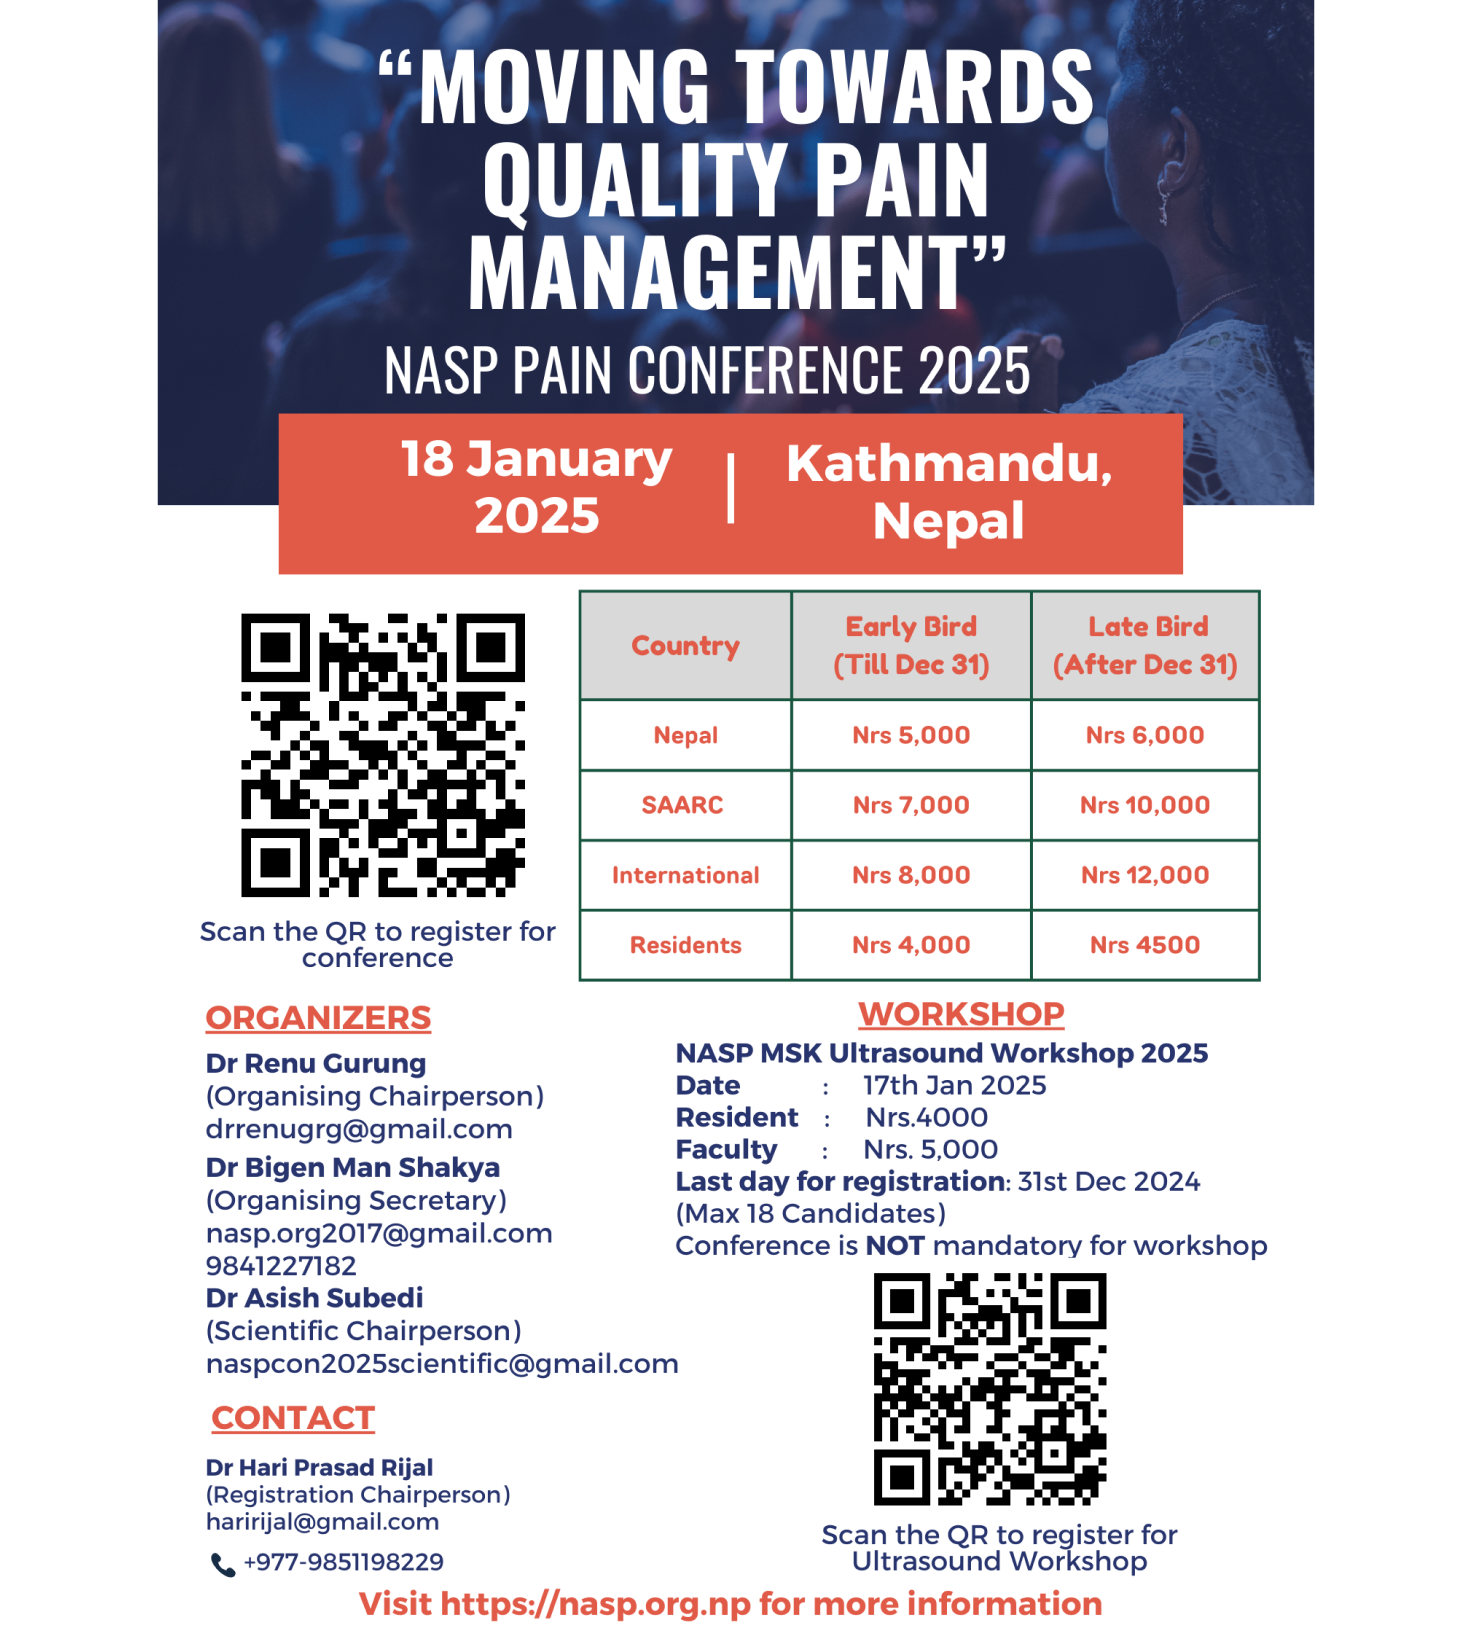 “MOVING TOWARDS
QUALITY PAIN
MANAGEMENT”
NASP PAIN CONFERENCE 2025
18 January
2025
Kathmandu,
Nepal
Country
Early Bird
(Till Dec 31)
Late Bird
(After Dec 31)
Nepal Nrs 5,000 Nrs 6,000
SAARC Nrs 7,000 Nrs 10,000
International Nrs 8,000 Nrs 12,000
Residents Nrs 4,000 Nrs 4500
Scan the QR to register for
conference
ORGANIZERS
Dr Renu Gurung
(Organising Chairperson)
drrenugrg@gmail.com
Dr Bigen Man Shakya
(Organising Secretary)
nasp.org2017@gmail.com
9841227182
Dr Asish Subedi
(Scientific Chairperson)
naspcon2025scientific@gmail.com
CONTACT
Dr Hari Prasad Rijal
(Registration Chairperson)
haririjal@gmail.com
+977-9851198229
WORKSHOP
NASP MSK Ultrasound Workshop 2025
Date : 17th Jan 2025
Resident : Nrs.4000
Faculty : Nrs. 5,000
Last day for registration: 31st Dec 2024
(Max 18 Candidates)
Conference is NOT mandatory for workshop
Scan the QR to register for
Ultrasound Workshop
Visit https://nasp.org.np for more information